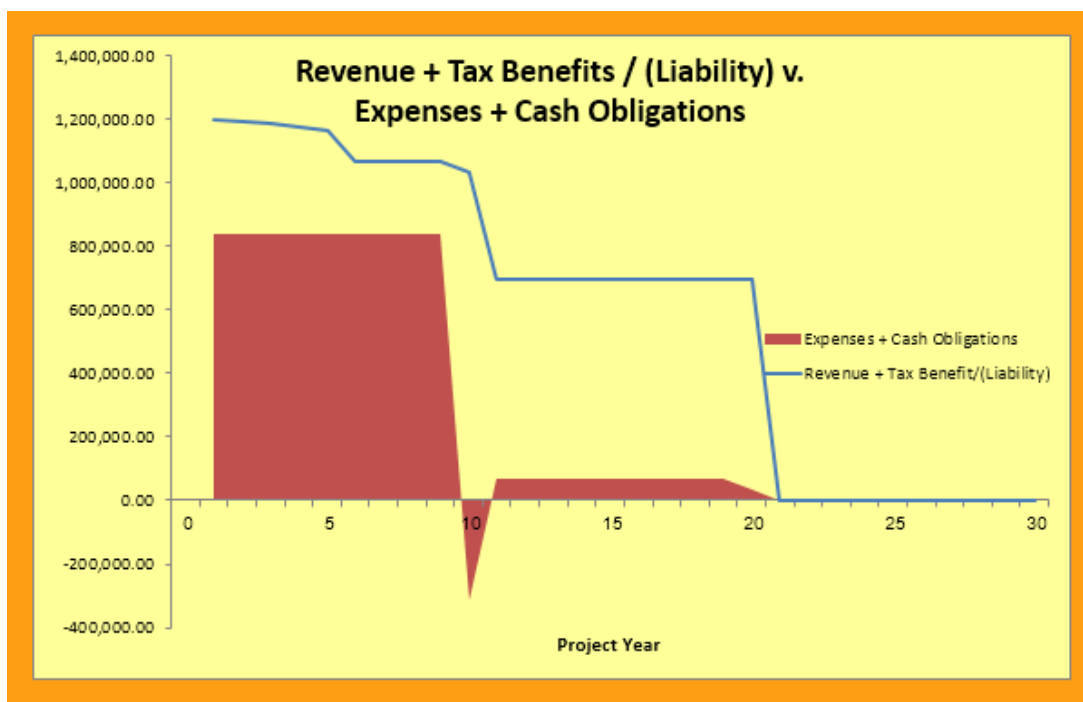 Revenue + Tax Benefits / (Liability) v.
Expenses + Cash Obligations
1,400,000.00
1,200,000.00
1,000,000.00
800,000.00
600,000.00
400,000.00
200,000.00
0.00
-200,000.00
-400,000.00
0 5 10 15 20 25 30
Expenses + Cash Obligations
Revenue + Tax Benefit/(Liability)
Project Year